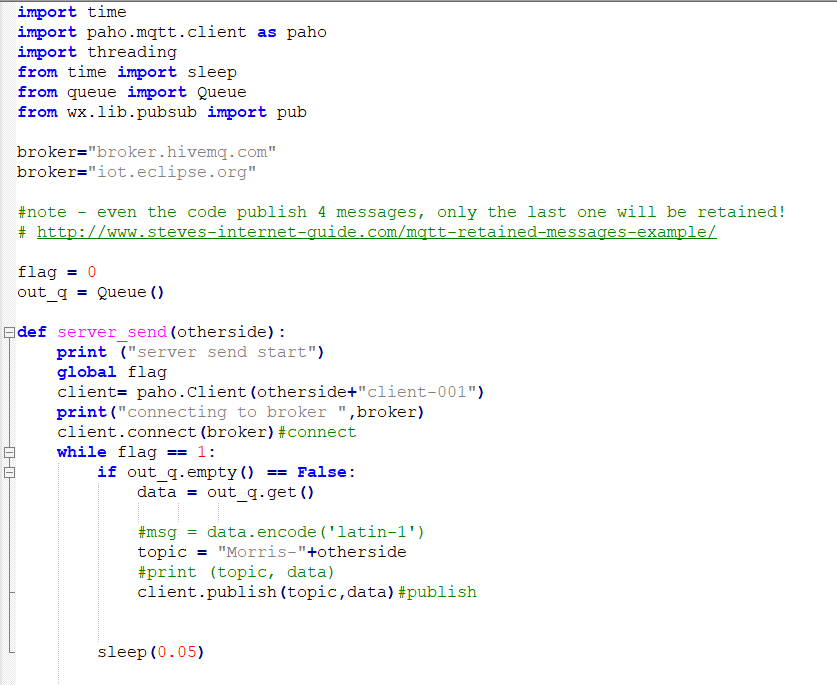 import time
import paho.mqtt.client as paho
import threading
from time import sleep
from queue import Queue
from wx.lib.pubsub import pub
broker="broker.hivemq.com"
broker="iot.eclipse.org"
#note - even the code publish 4 messages, only the last one will be retained!
# http://www.steves-internet-guide.com/mqtt-retained-messages-example/
flag = 0
out_q = Queue()
def server_send(otherside):
    print ("server send start")
    global flag
    client= paho.Client(otherside+"client-001")
    print("connecting to broker ",broker)
    client.connect(broker)#connect
    while flag == 1:
        if out_q.empty() == False:
            data = out_q.get()
            #msg = data.encode('latin-1')
            topic = "Morris-"+otherside
            #print (topic, data)
            client.publish(topic,data)#publish
        sleep(0.05)